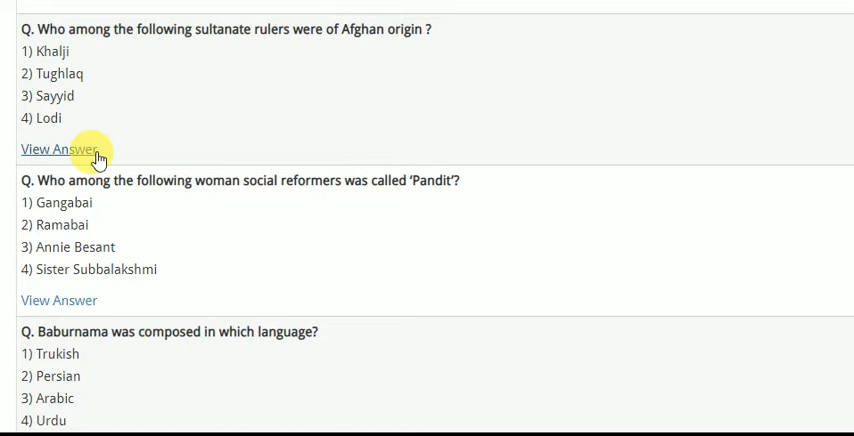 Q. Who among the following sultanate rulers were of Afghan origin ?
1) Khalji
2) Tughlaq
3) Sayyid
4) Lodi
View Answer
Q. Who among the following woman social reformers was called ‘Pandit’?
1) Gangabai
2) Ramabai
3) Annie Besant
4) Sister Subbalakshmi
View Answer
Q. Baburnama was composed in which language?
1) Trukish
2) Persian
3) Arabic
4) Urdu